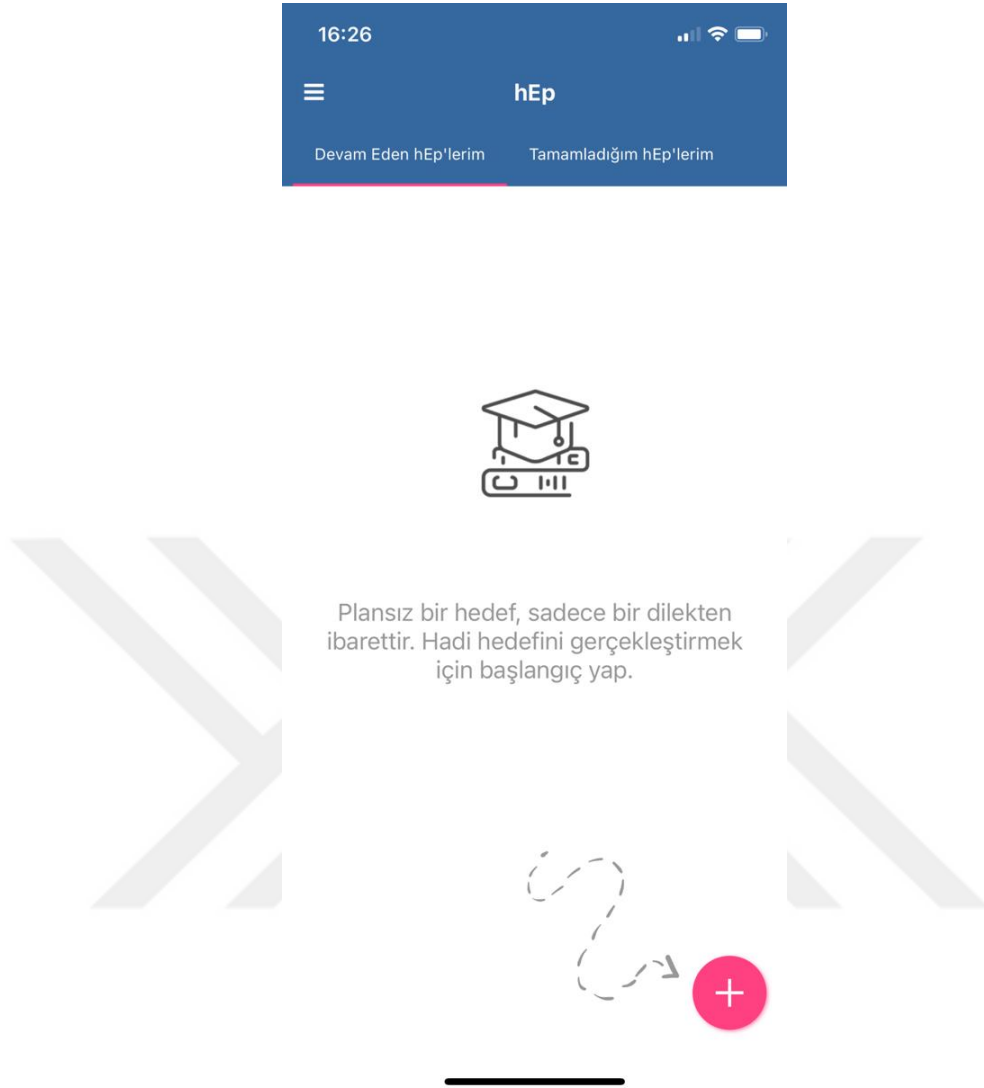 16:26
hEp
Devam Eden hEp'lerim Tamamladığım hEp'lerim
Plansız bir hedef, sadece bir dilekten
ibarettir. Hadi hedefini gerçekleştirmek
için başlangıç yap.